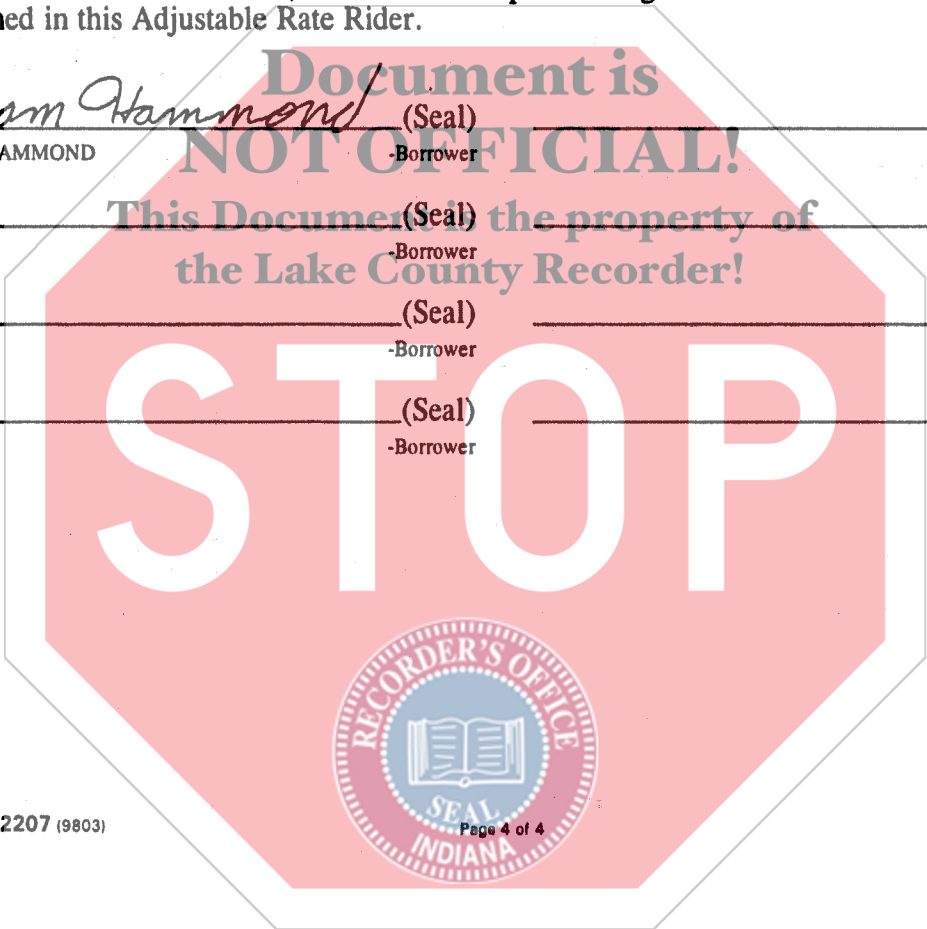 ned in this Adjustable Rate Rider.
Document is
am Hammond (Seal)
AMMOND -Borrower
NOT OFFICIAL!
This Document is the property of
(Seal)
-Borrower
the Lake County Recorder!
(Seal)
-Borrower
STOP
(Seal)
-Borrower
RECORDER'S OFFICE
SEAL
INDIANA
2207 (9803) Page 4 of 4